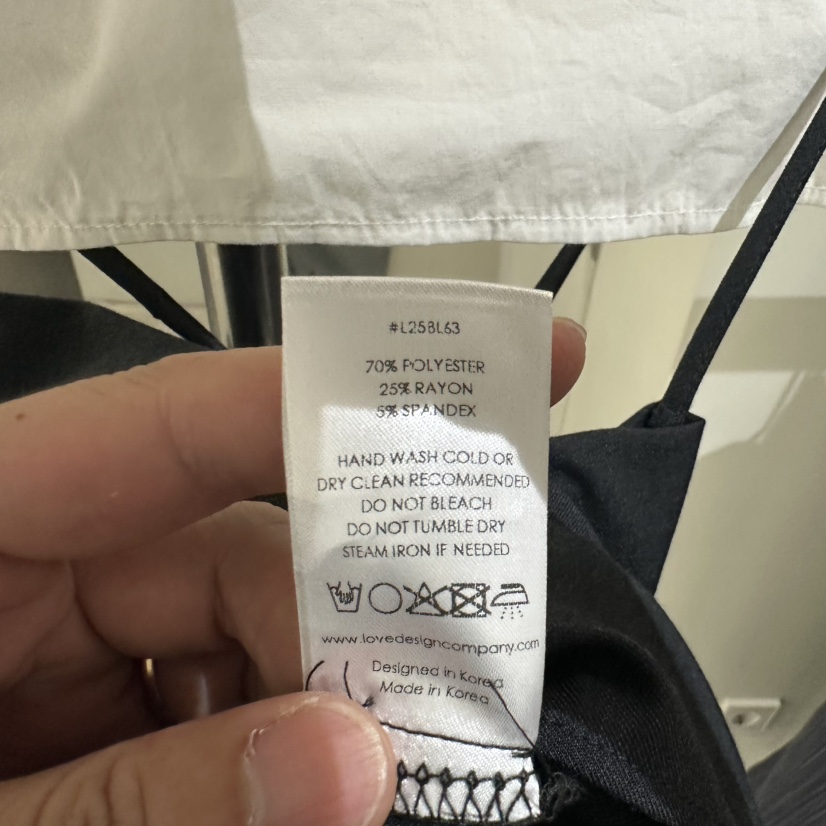 #L25BL63
70% POLYESTER
25% RAYON
5% SPANDEX
HAND WASH COLD OR
DRY CLEAN RECOMMENDED
DO NOT BLEACH
DO NOT TUMBLE DRY
STEAM IRON IF NEEDED
www.lovedesigncompany.com
Designed in Korea
Made in Korea